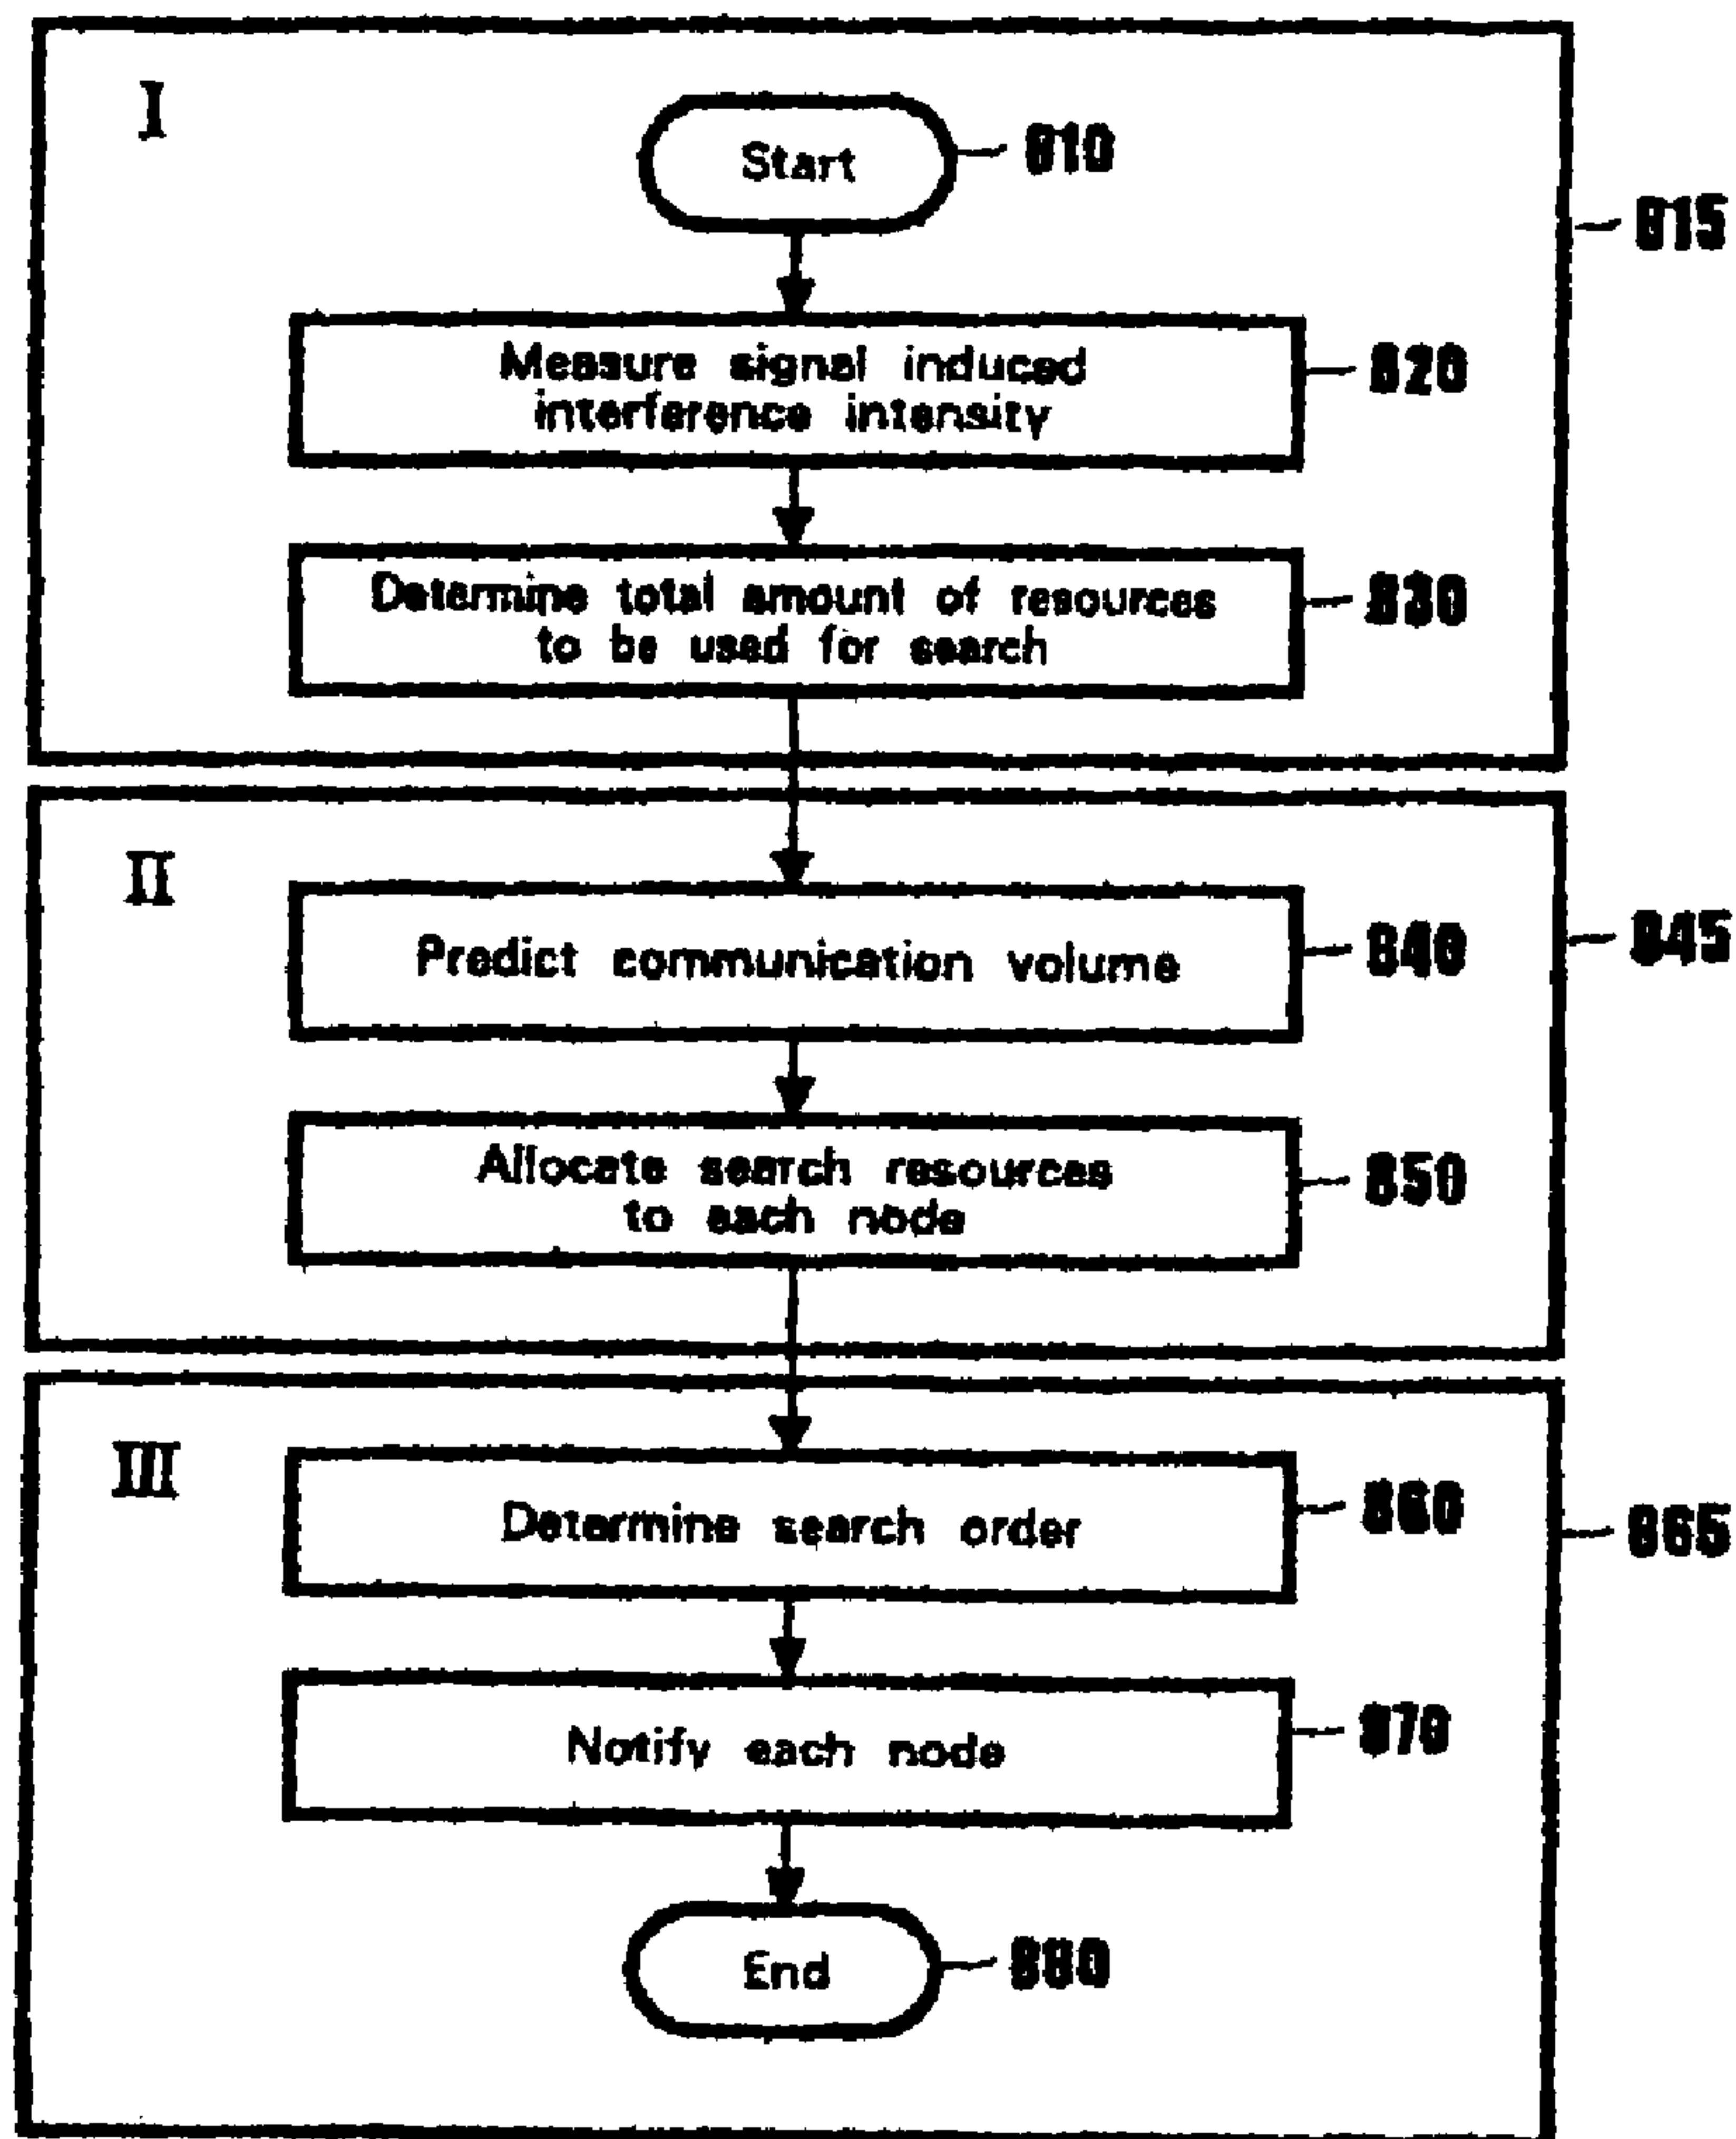 I
Start
810
815
Measure signal induced
interference intensity
820
Determine total amount of resources
to be used for search
830
II
Predict communication volume
840
845
Allocate search resources
to each node
850
III
Determine search order
860
865
Notify each node
870
End
880